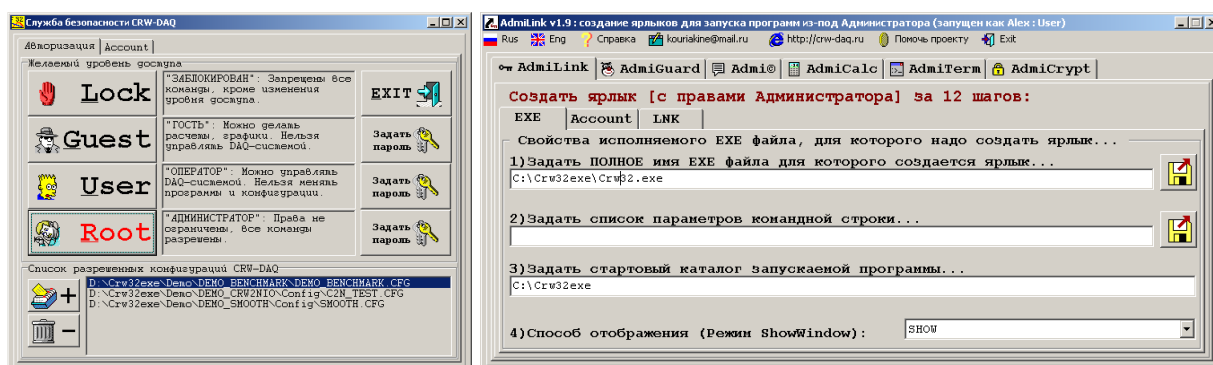 Служба безопасности CRW-DAQ
Авторизация Account
Желаемый уровень доступа
Lock
"ЗАБЛОКИРОВАН": Запрещены все
команды, кроме изменения
уровня доступа.
EXIT
Guest
"ГОСТЬ": Можно делать
расчеты, графики. Нельзя
управлять DAQ-системой.
Задать
пароль
User
"ОПЕРАТОР": Можно управлять
DAQ-системой. Нельзя менять
программы и конфигурации.
Задать
пароль
Root
"АДМИНИСТРАТОР": Права не
ограничены, все команды
разрешены.
Задать
пароль
Список разрешенных конфигураций CRW-DAQ
D:\Crw32exe\Demo\DEMO_BENCHMARK\DEMO_BENCHMARK.CFG
D:\Crw32exe\Demo\DEMO_CRW2NIO\Config\C2N_TEST.CFG
D:\Crw32exe\Demo\DEMO_SMOOTH\Config\SMOOTH.CFG
+
-
AdmiLink v1.9 : создание ярлыков для запуска программ из-под Администратора (запущен как Alex : User)
Rus Eng Справка kouriakine@mail.ru http://crw-daq.ru Помочь проекту Exit
AdmiLink AdmiGuard Admi® AdmiCalc AdmiTerm AdmiCrypt
Создать ярлык [с правами Администратора] за 12 шагов:
EXE Account LNK
Свойства исполняемого EXE файла, для которого надо создать ярлык...
1)Задать ПОЛНОЕ имя EXE файла для которого создается ярлык...
C:\Crw32exe\Crw32.exe
2)Задать список параметров командной строки...
3)Задать стартовый каталог запускаемой программы...
C:\Crw32exe
4)Способ отображения (Режим ShowWindow): SHOW